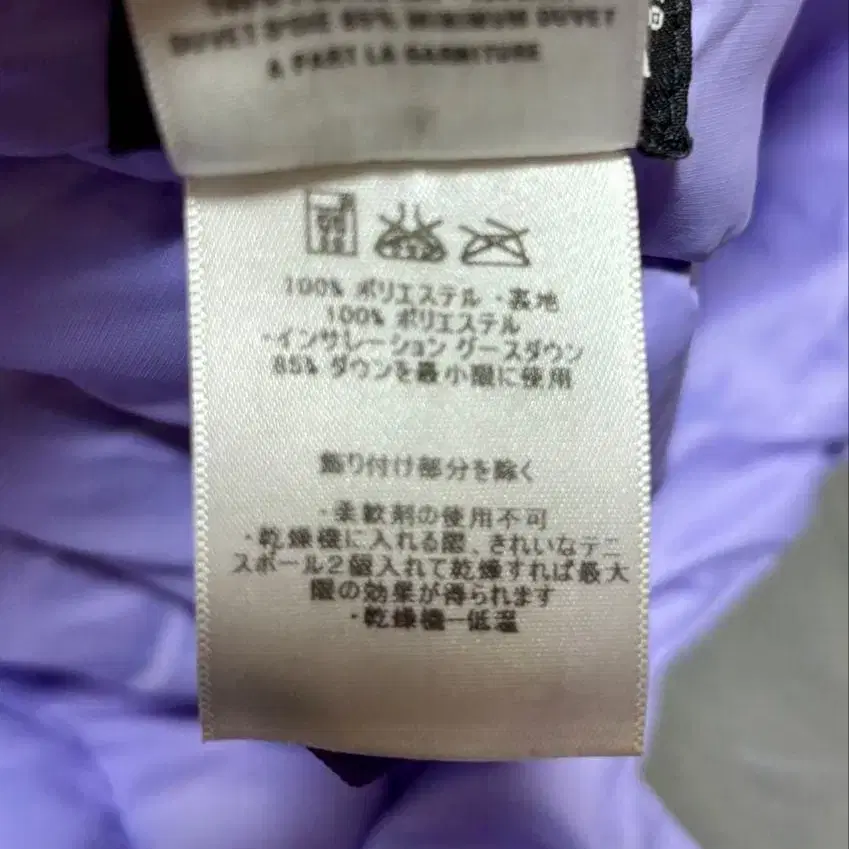 DUVET D'OIE 85% MINIMUM DUVET
À PART LA GARNITURE
100% ポリエステル ・裏地
100% ポリエステル
・インサレーション グースダウン
85% ダウンを最小限に使用
飾り付け部分を除く
・柔軟剤の使用不可
・乾燥機に入れる際、きれいなテニ
スボール2個入れて乾燥すれば最大
限の効果が得られます
・乾燥機ー低温